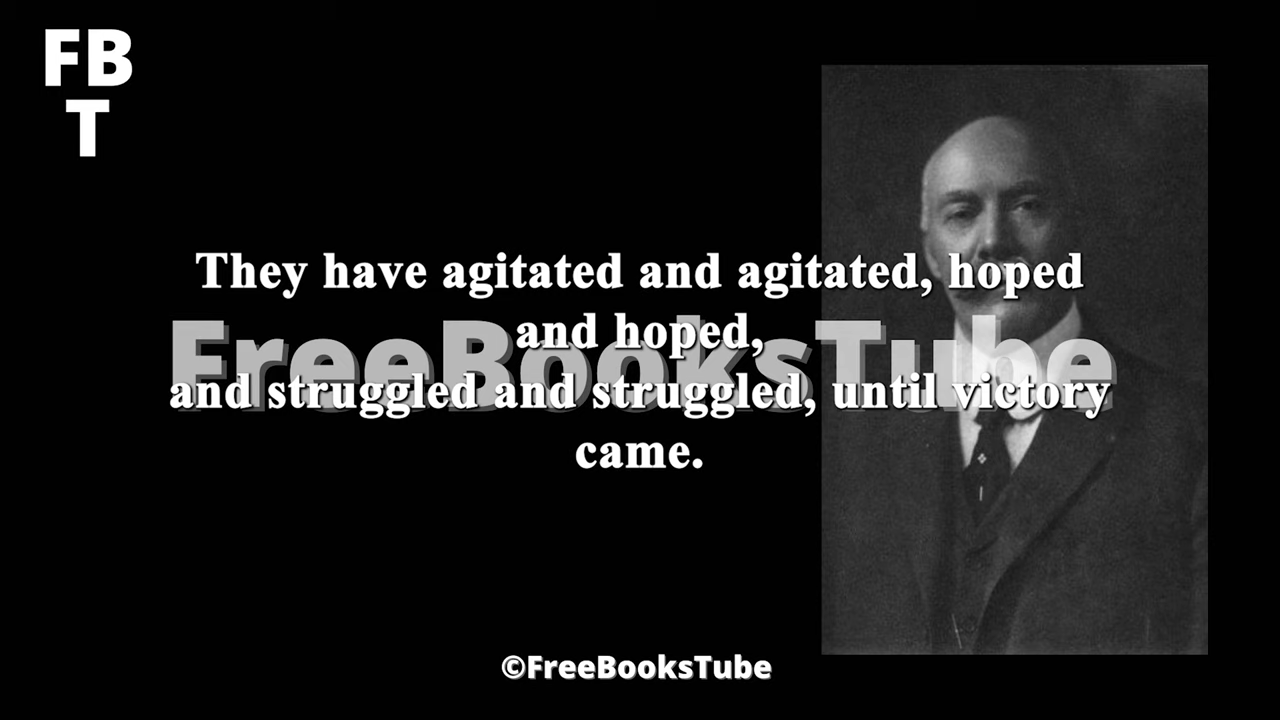 FB
T
They have agitated and agitated, hoped
and hoped,
FreeBooksTube
and struggled and struggled, until victory
came.
©FreeBooksTube